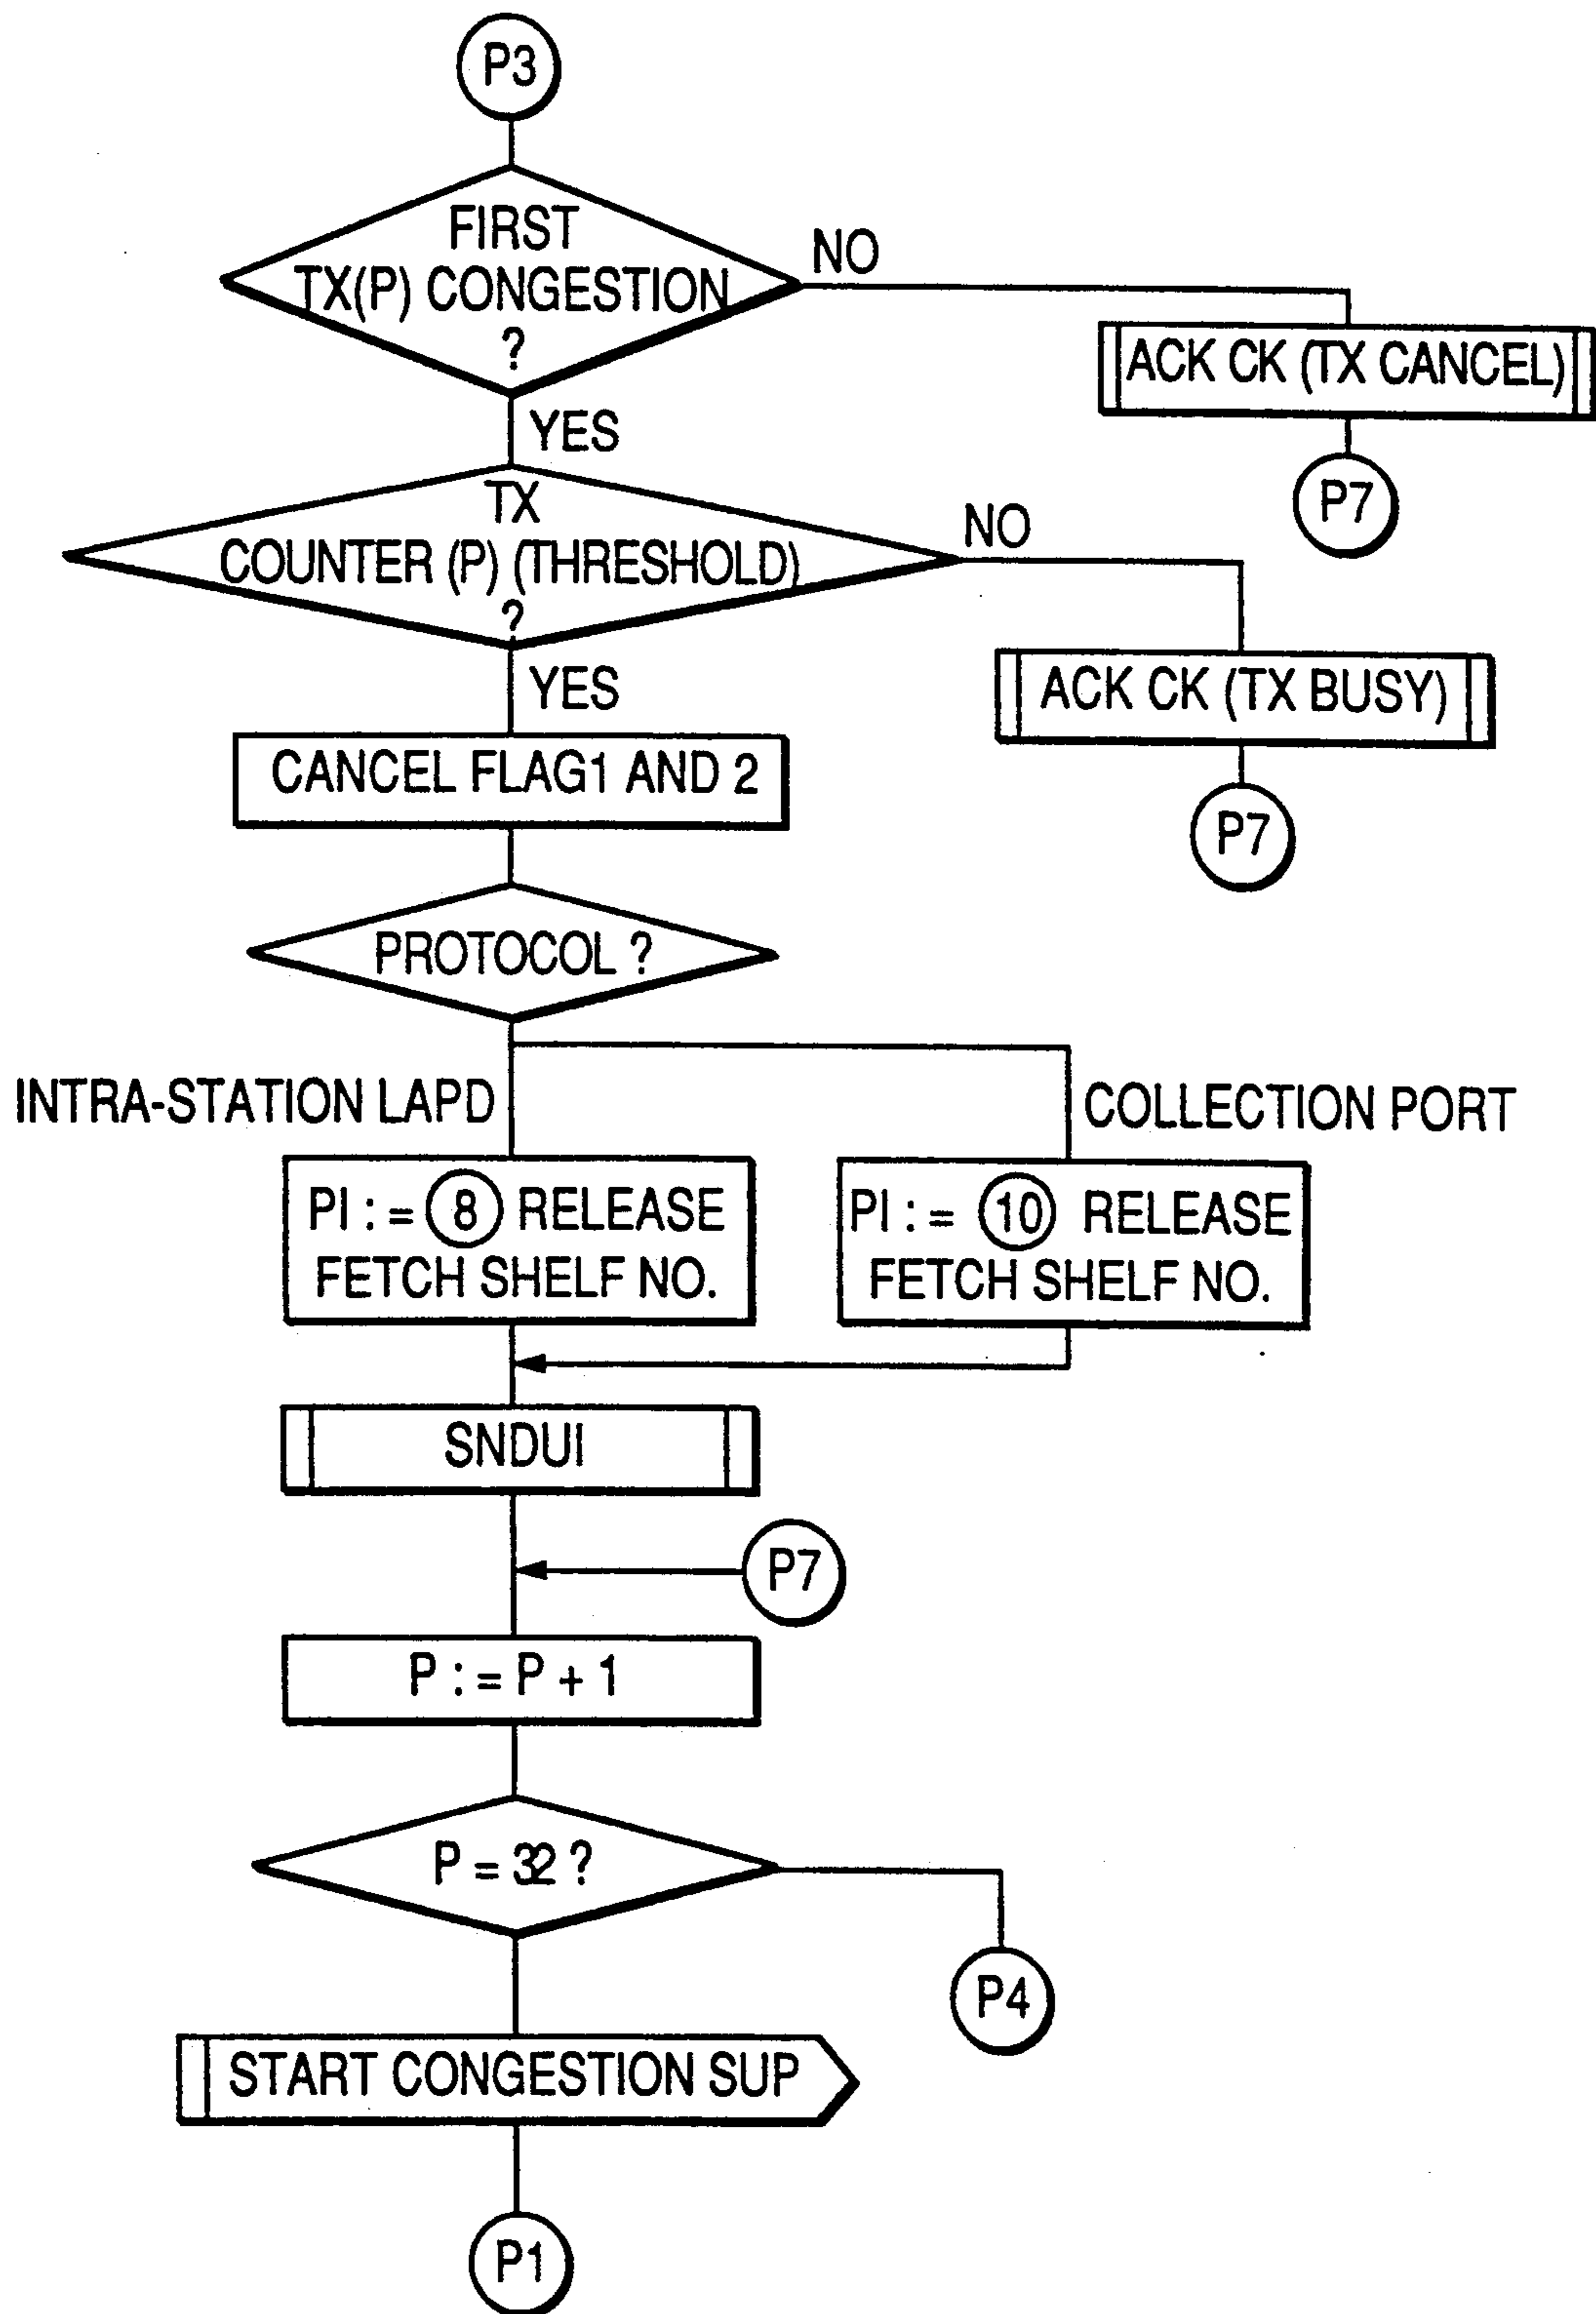 P3
FIRST
TX(P) CONGESTION
?
NO
ACK CK (TX CANCEL)
P7
YES
TX
COUNTER (P) (THRESHOLD)
?
NO
ACK CK (TX BUSY)
P7
YES
CANCEL FLAG1 AND 2
PROTOCOL ?
INTRA-STATION LAPD
COLLECTION PORT
PI : = 8 RELEASE
FETCH SHELF NO.
PI : = 10 RELEASE
FETCH SHELF NO.
SNDUI
P7
P : = P + 1
P = 32 ?
P4
START CONGESTION SUP
P1